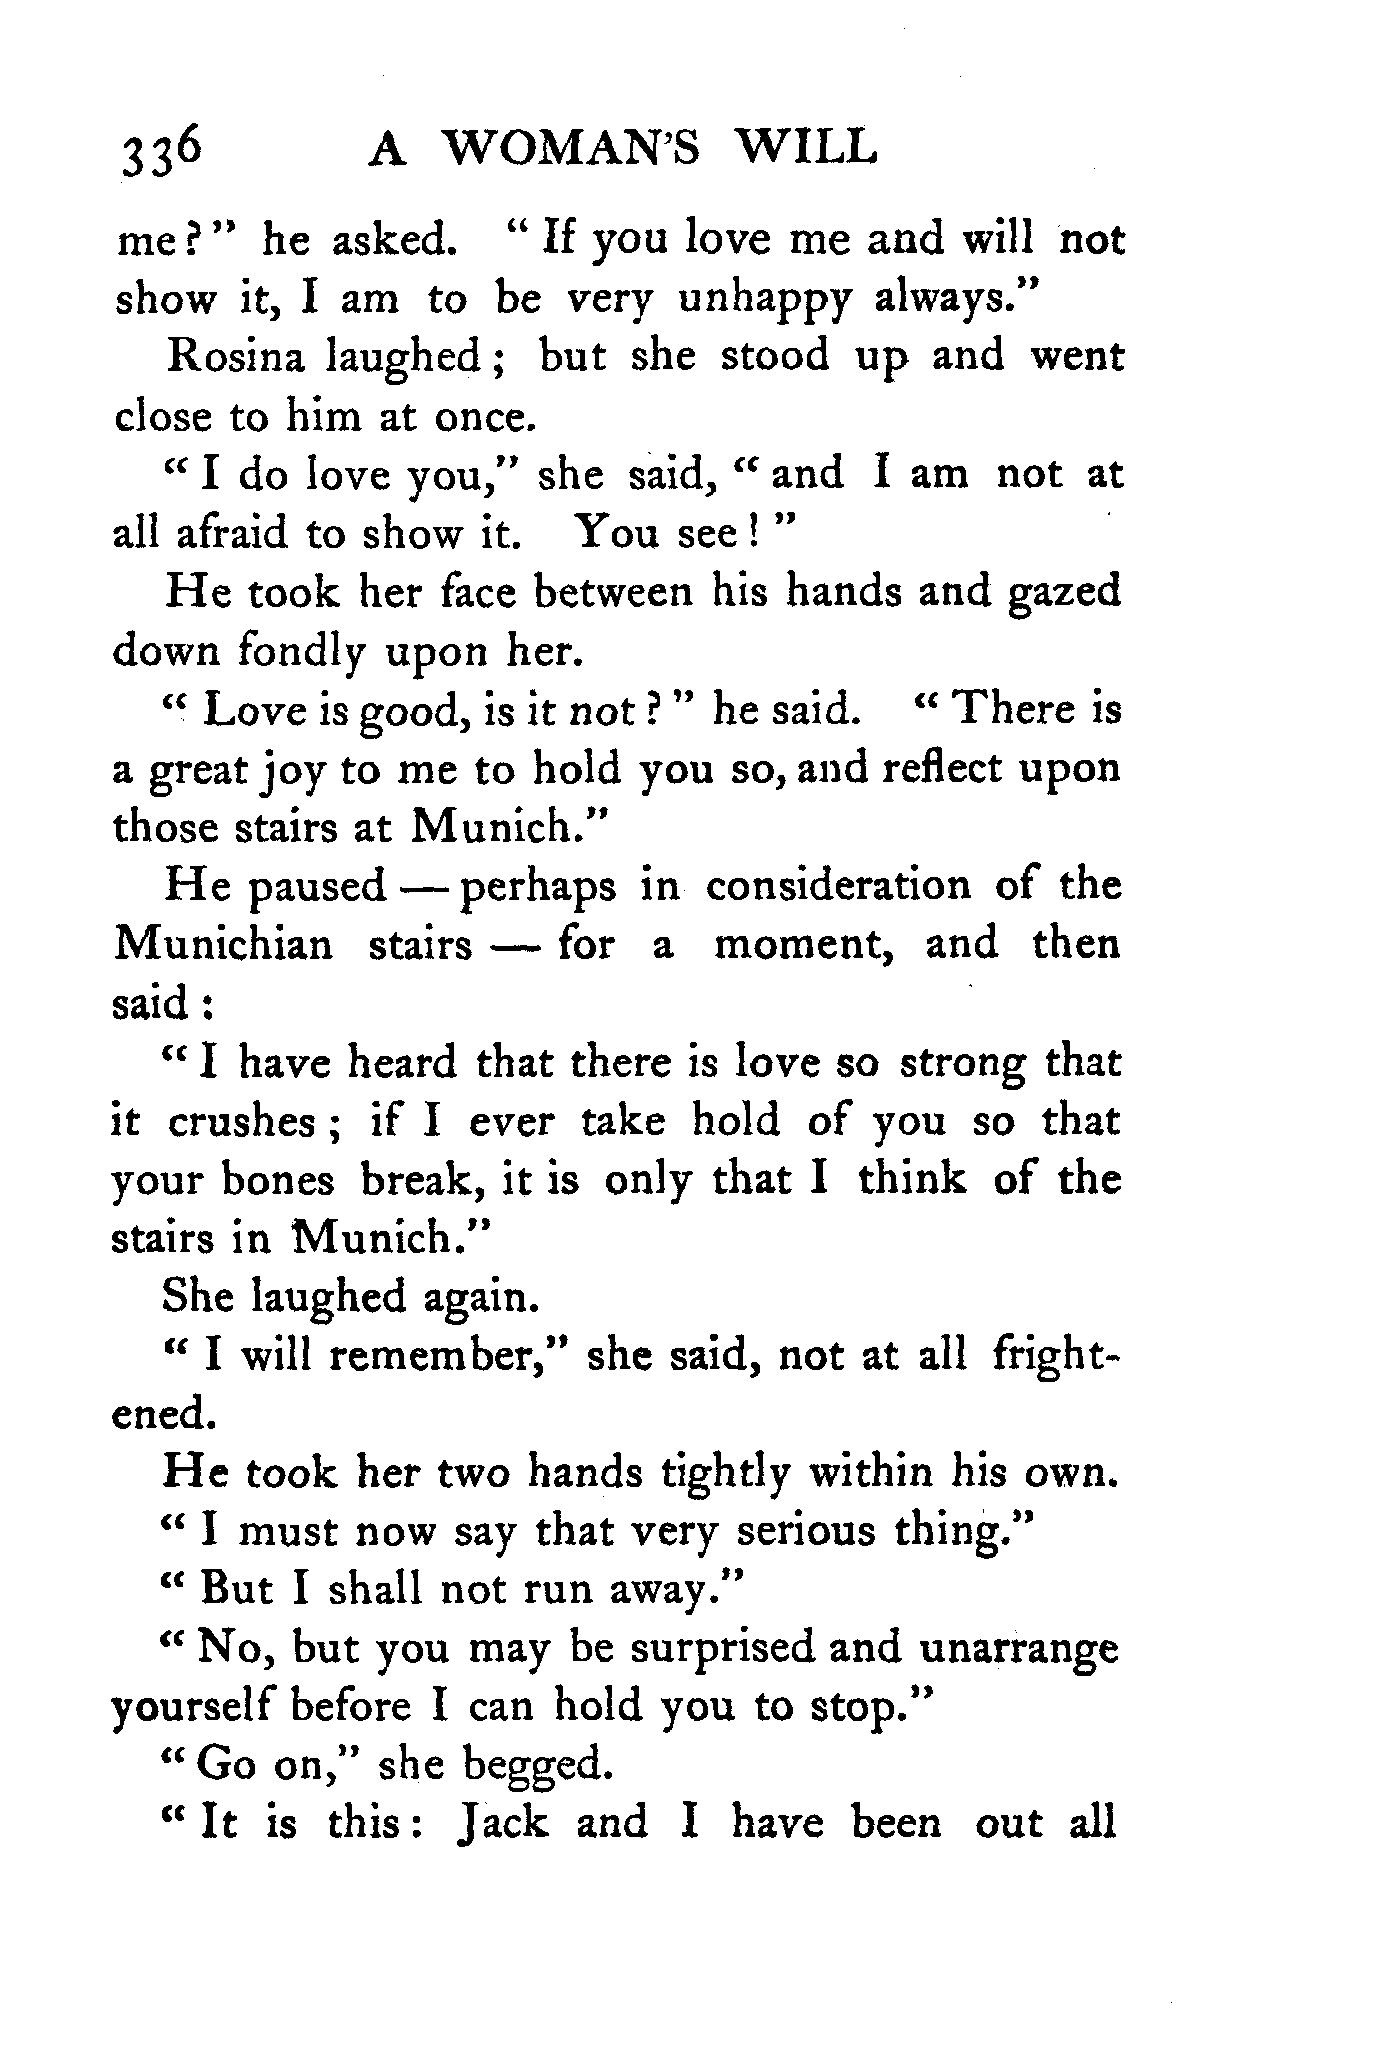 336 A WOMAN'S WILL
me?" he asked. "If you love me and will not
show it, I am to be very unhappy always."
Rosina laughed; but she stood up and went
close to him at once.
"I do love you," she said, "and I am not at
all afraid to show it. You see!"
He took her face between his hands and gazed
down fondly upon her.
"Love is good, is it not?" he said. "There is
a great joy to me to hold you so, and reflect upon
those stairs at Munich."
He paused — perhaps in consideration of the
Munichian stairs — for a moment, and then
said:
"I have heard that there is love so strong that
it crushes; if I ever take hold of you so that
your bones break, it is only that I think of the
stairs in Munich."
She laughed again.
"I will remember," she said, not at all fright-
ened.
He took her two hands tightly within his own.
"I must now say that very serious thing."
"But I shall not run away."
"No, but you may be surprised and unarrange
yourself before I can hold you to stop."
"Go on," she begged.
"It is this: Jack and I have been out all